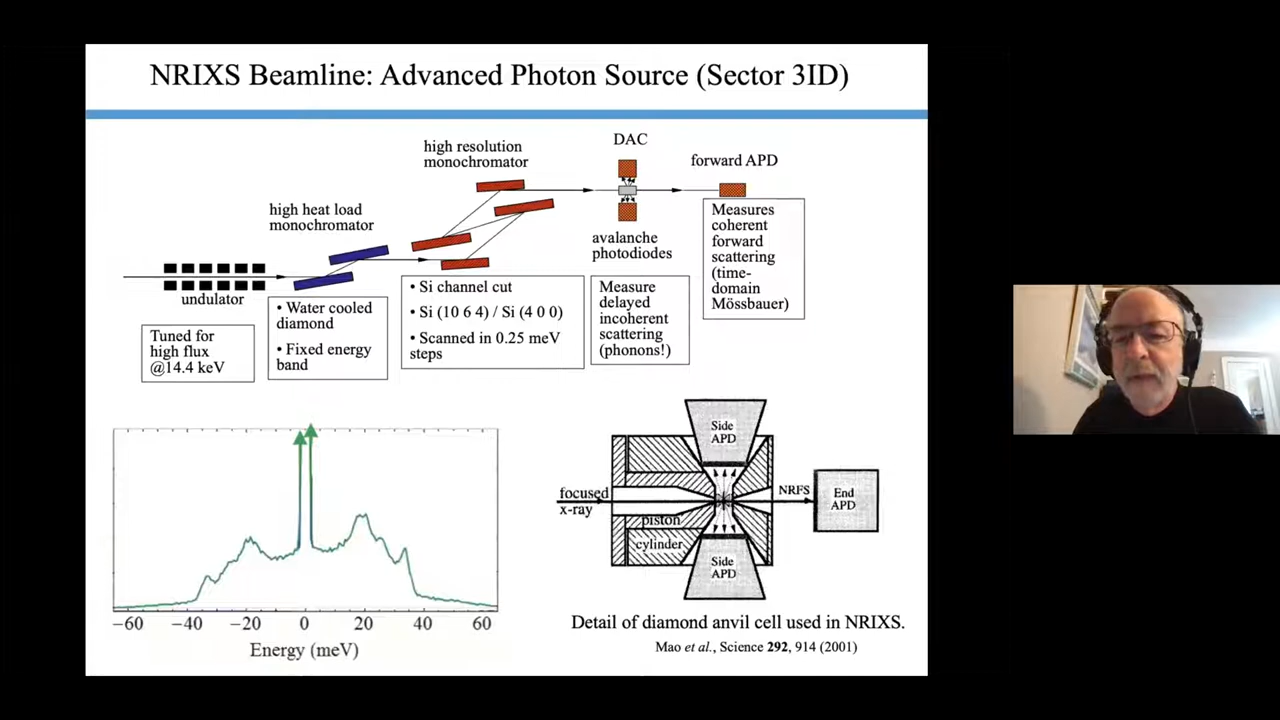 NRIXS Beamline: Advanced Photon Source (Sector 3ID)
high resolution
monochromator
DAC
forward APD
high heat load
monochromator
avalanche
photodiodes
undulator
Tuned for
high flux
@14.4 keV
• Water cooled
diamond
• Fixed energy
band
• Si channel cut
• Si (10 6 4) / Si (4 0 0)
• Scanned in 0.25 meV
steps
Measure
delayed
incoherent
scattering
(phonons!)
Measures
coherent
forward
scattering
(time-
domain
Mössbauer)
−60 −40 −20 0 20 40 60
Energy (meV)
Side
APD
focused
x-ray
piston
cylinder
NRFS
End
APD
Side
APD
Detail of diamond anvil cell used in NRIXS.
Mao et al., Science 292, 914 (2001)